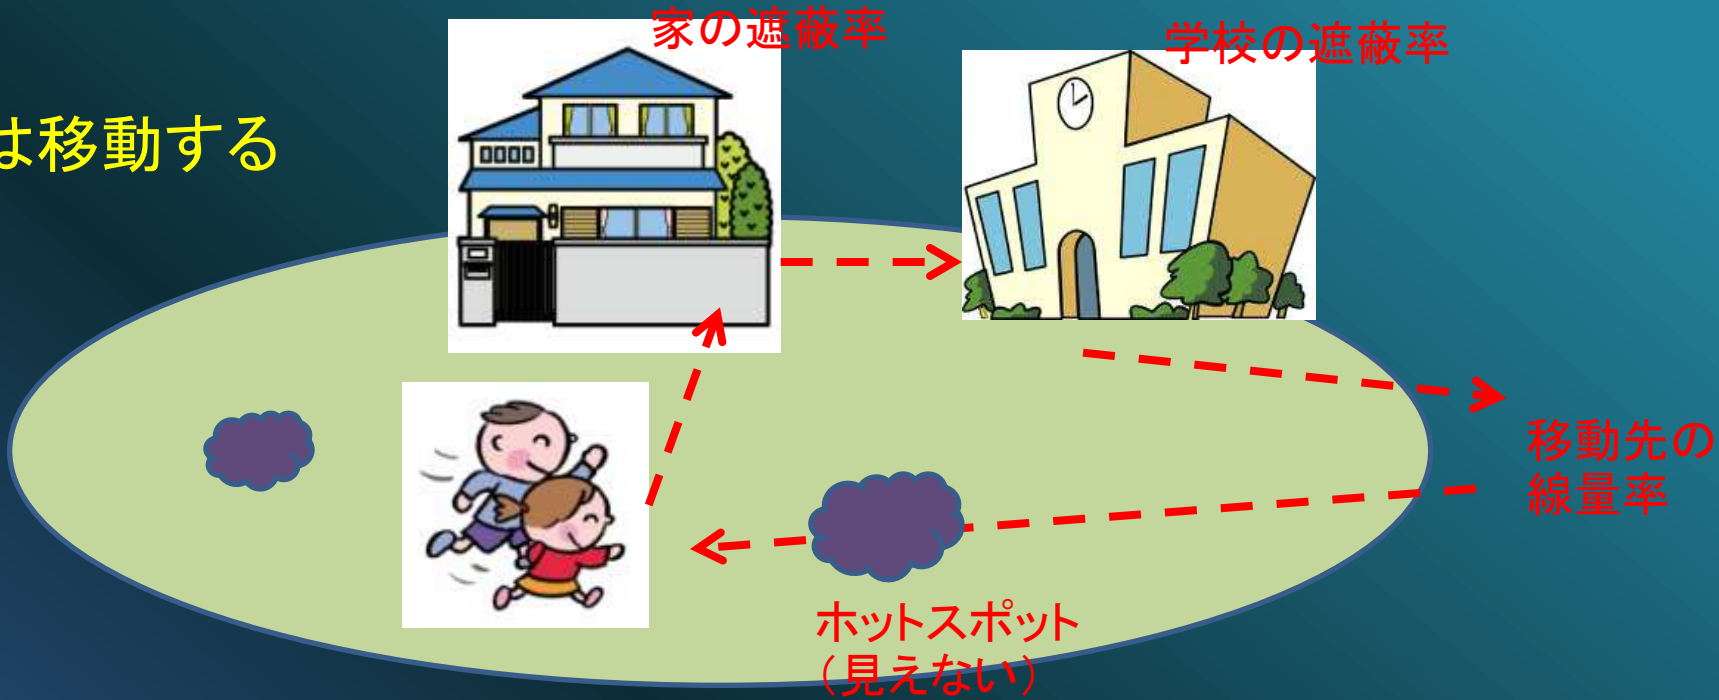 家の遮蔽率
学校の遮蔽率
は移動する
移動先の
線量率
ホットスポット
（見えない）